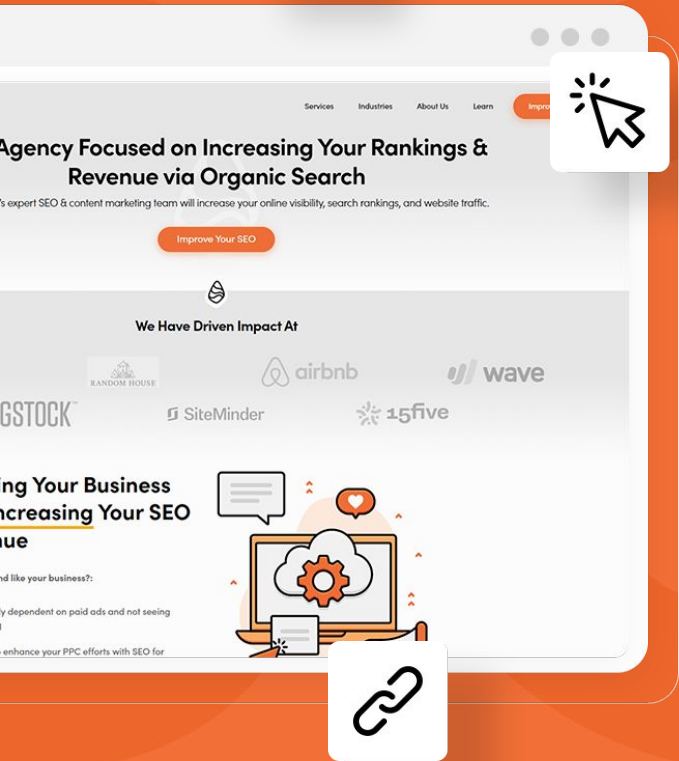 Services Industries About Us Learn Impro
Agency Focused on Increasing Your Rankings &
Revenue via Organic Search
's expert SEO & content marketing team will increase your online visibility, search rankings, and website traffic.
Improve Your SEO
We Have Driven Impact At
RANDOM HOUSE airbnb wave
GSTOCK SiteMinder 15five
ing Your Business
ncreasing Your SEO
nue
nd like your business?:
ly dependent on paid ads and not seeing
enhance your PPC efforts with SEO for